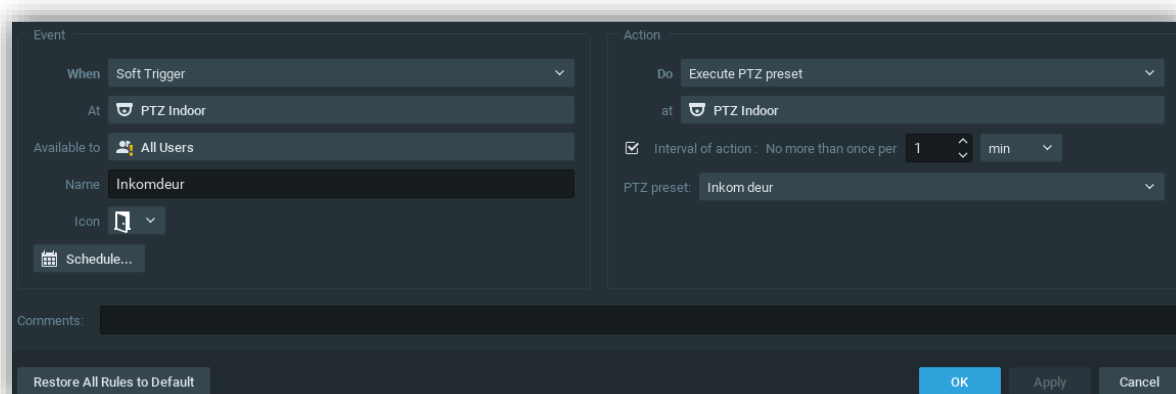 Event
When Soft Trigger
At PTZ Indoor
Available to All Users
Name Inkomdeur
Icon
Schedule...
Action
Do Execute PTZ preset
at PTZ Indoor
Interval of action : No more than once per 1 min
PTZ preset: Inkom deur
Comments:
Restore All Rules to Default OK Apply Cancel